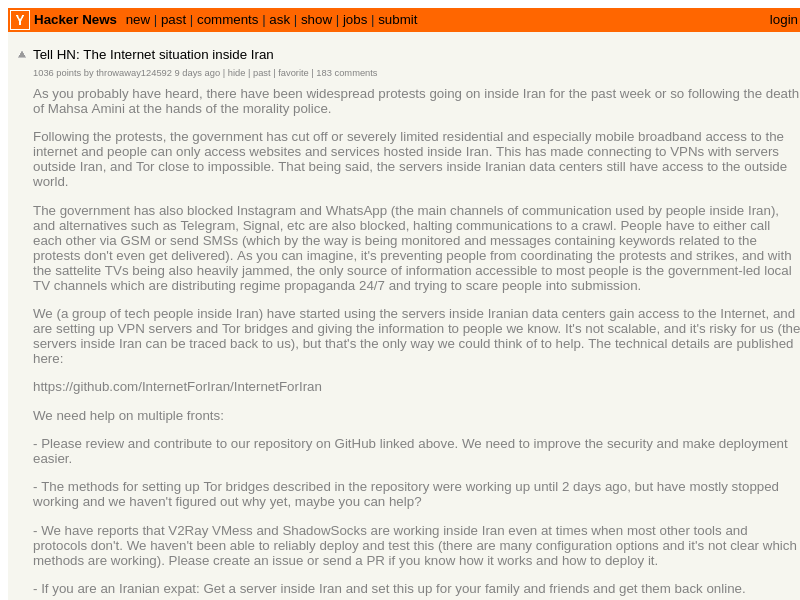 Y Hacker News new | past | comments | ask | show | jobs | submit login
Tell HN: The Internet situation inside Iran
1036 points by throwaway124592 9 days ago | hide | past | favorite | 183 comments
As you probably have heard, there have been widespread protests going on inside Iran for the past week or so following the death
of Mahsa Amini at the hands of the morality police.
Following the protests, the government has cut off or severely limited residential and especially mobile broadband access to the
internet and people can only access websites and services hosted inside Iran. This has made connecting to VPNs with servers
outside Iran, and Tor close to impossible. That being said, the servers inside Iranian data centers still have access to the outside
world.
The government has also blocked Instagram and WhatsApp (the main channels of communication used by people inside Iran),
and alternatives such as Telegram, Signal, etc are also blocked, halting communications to a crawl. People have to either call
each other via GSM or send SMSs (which by the way is being monitored and messages containing keywords related to the
protests don't even get delivered). As you can imagine, it's preventing people from coordinating the protests and strikes, and with
the sattelite TVs being also heavily jammed, the only source of information accessible to most people is the government-led local
TV channels which are distributing regime propaganda 24/7 and trying to scare people into submission.
We (a group of tech people inside Iran) have started using the servers inside Iranian data centers gain access to the Internet, and
are setting up VPN servers and Tor bridges and giving the information to people we know. It's not scalable, and it's risky for us (the
servers inside Iran can be traced back to us), but that's the only way we could think of to help. The technical details are published
here:
https://github.com/InternetForIran/InternetForIran
We need help on multiple fronts:
- Please review and contribute to our repository on GitHub linked above. We need to improve the security and make deployment
easier.
- The methods for setting up Tor bridges described in the repository were working up until 2 days ago, but have mostly stopped
working and we haven't figured out why yet, maybe you can help?
- We have reports that V2Ray VMess and ShadowSocks are working inside Iran even at times when most other tools and
protocols don't. We haven't been able to reliably deploy and test this (there are many configuration options and it's not clear which
methods are working). Please create an issue or send a PR if you know how it works and how to deploy it.
- If you are an Iranian expat: Get a server inside Iran and set this up for your family and friends and get them back online.